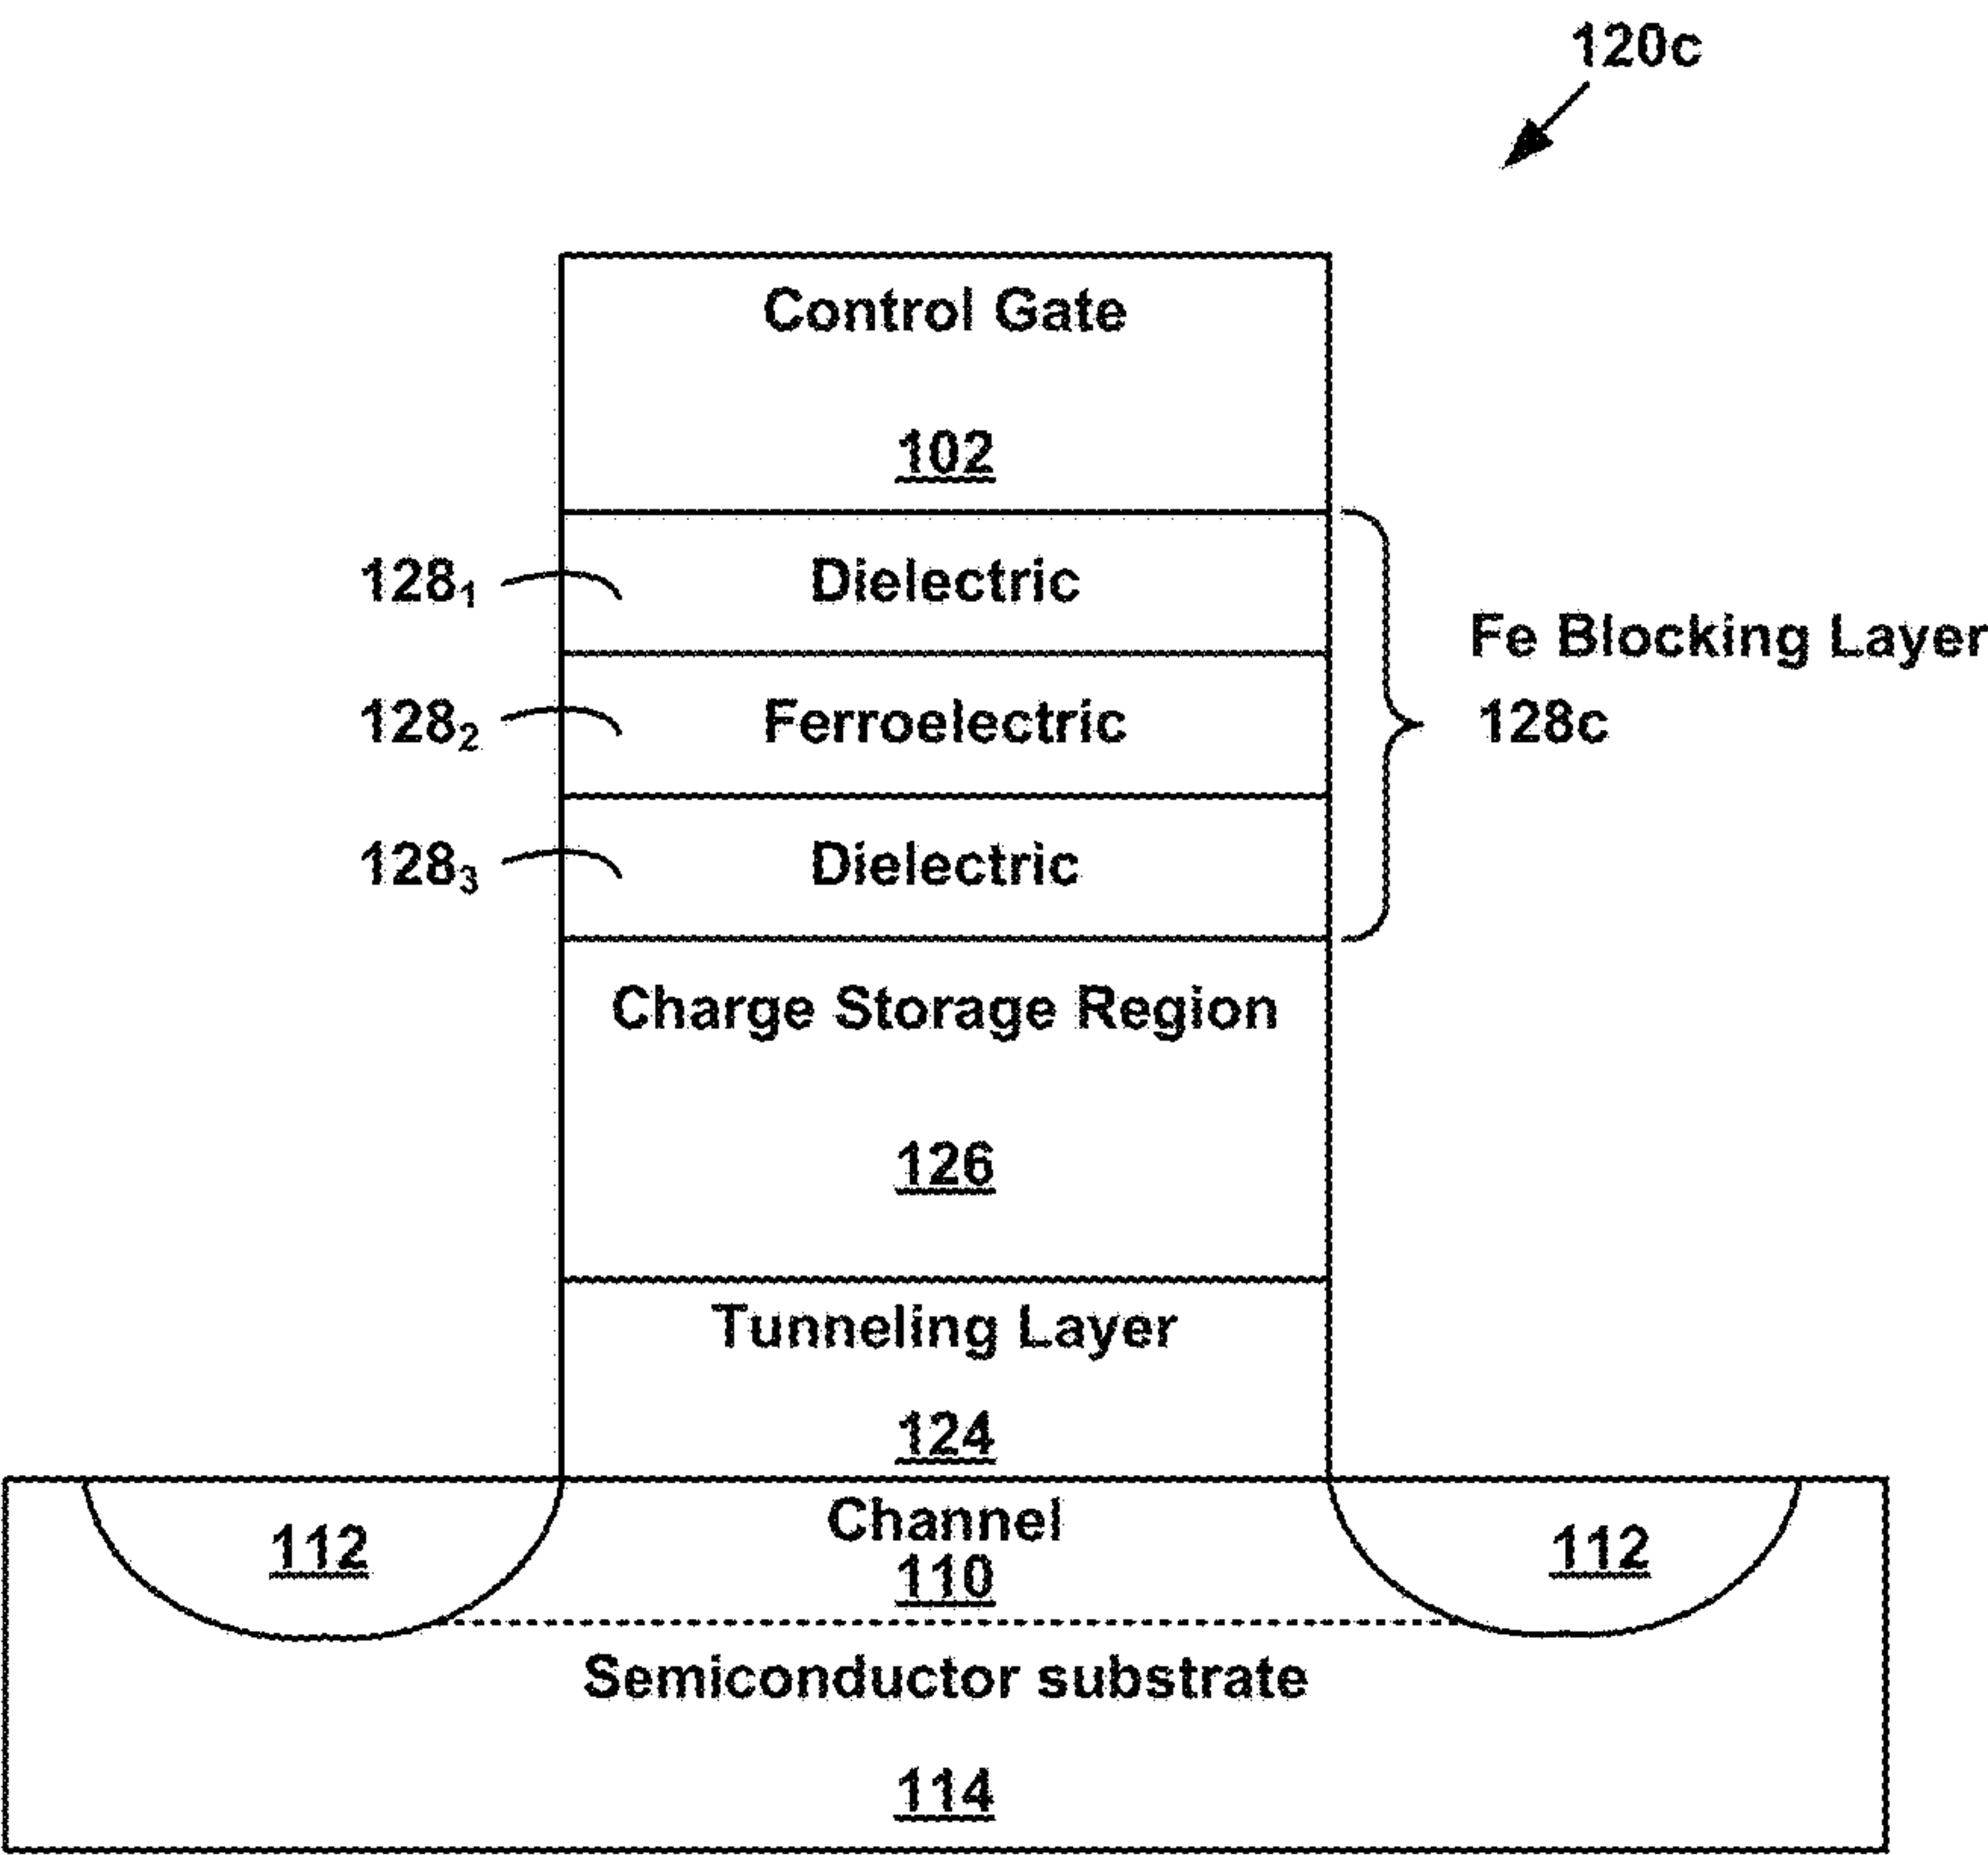 120c
Control Gate
102
128₁ Dielectric
Fe Blocking Layer
128₂ Ferroelectric 128c
128₃ Dielectric
Charge Storage Region
126
Tunneling Layer
124
Channel
112 110 112
Semiconductor substrate
114